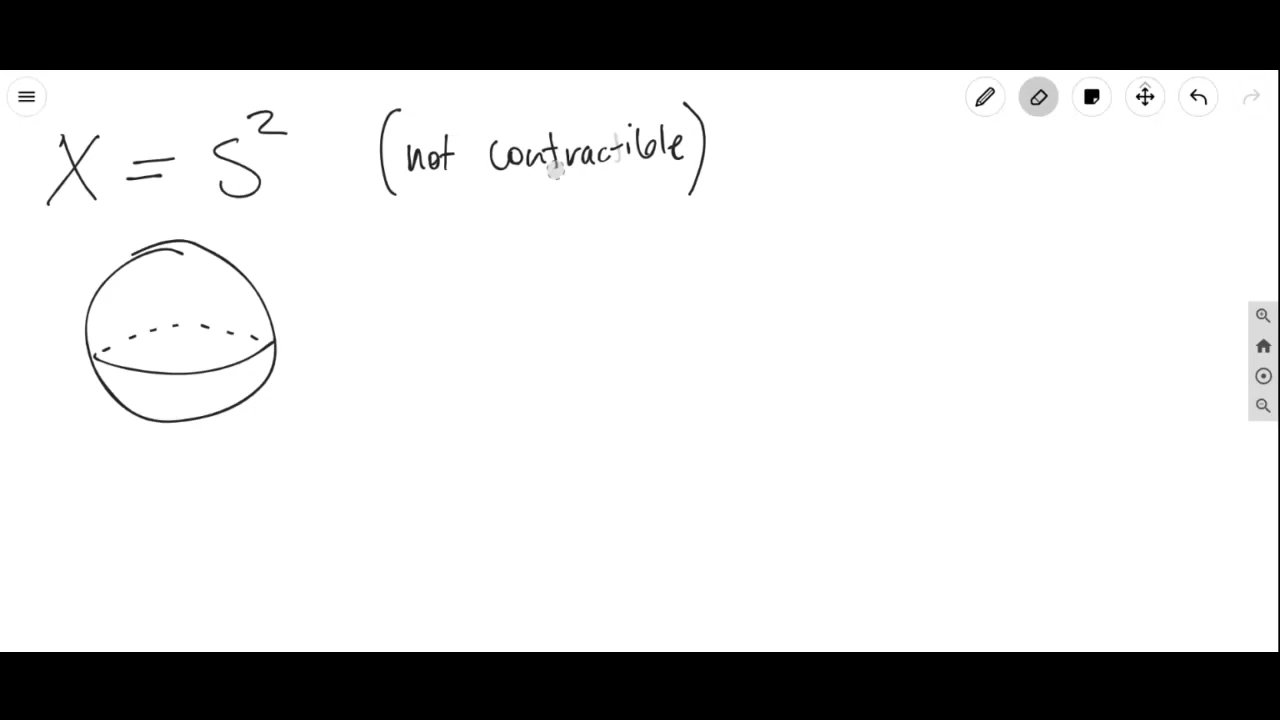 X = S² (not contractible)